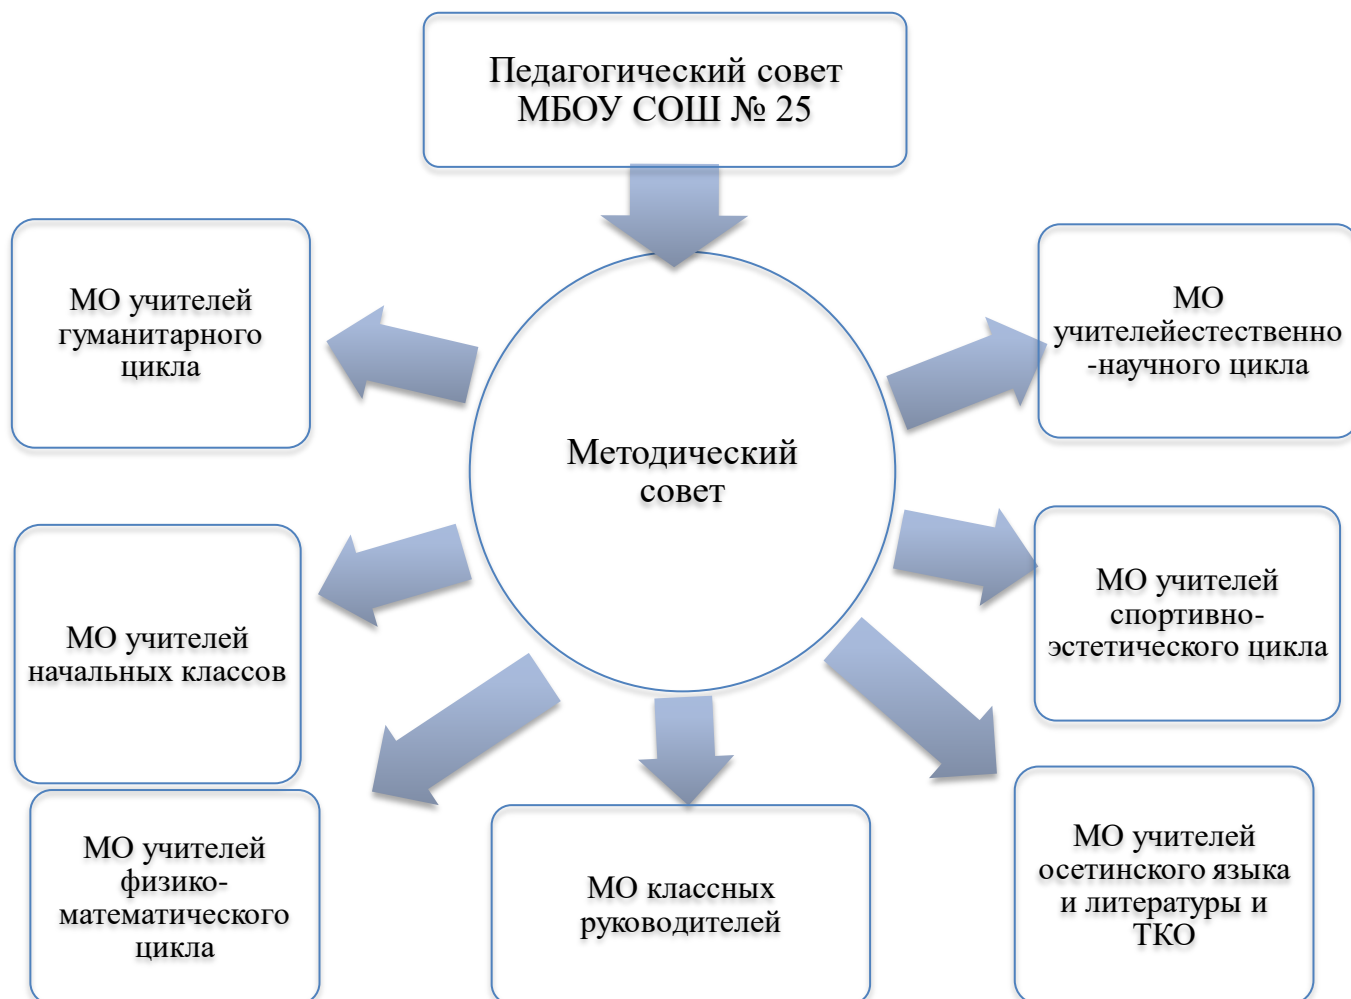 Педагогический совет
МБОУ СОШ № 25
МО учителей
гуманитарного
цикла
МО
учителейестественно
-научного цикла
Методический
совет
МО учителей
начальных классов
МО учителей
спортивно-
эстетического цикла
МО учителей
физико-
математического
цикла
МО классных
руководителей
МО учителей
осетинского языка
и литературы и
ТКО